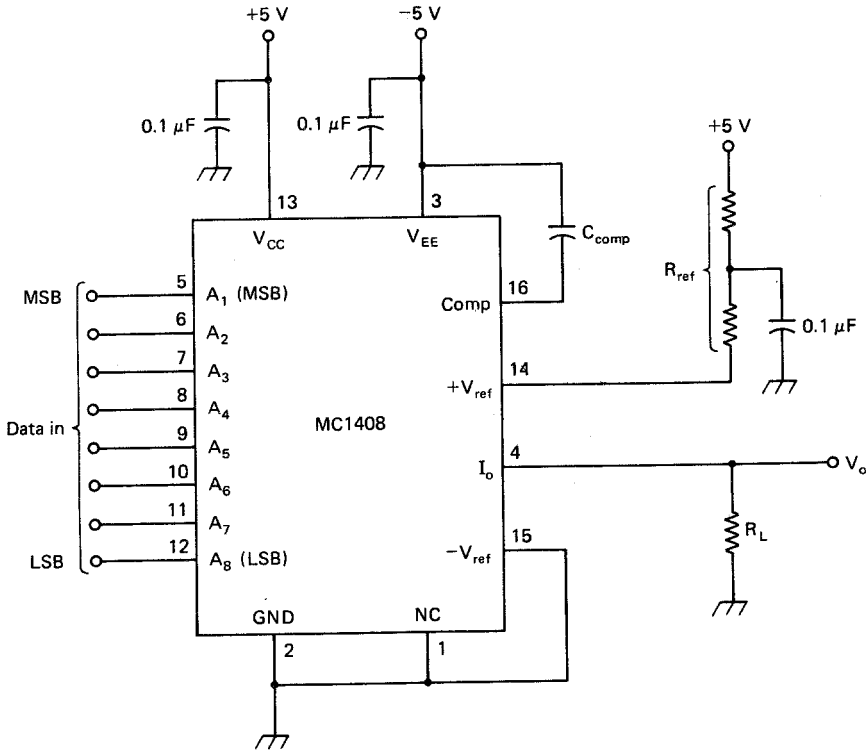 +5 V
−5 V
0.1 μF
0.1 μF
+5 V
13
3
V_CC
V_EE
C_comp
R_ref
MSB
5
A_1 (MSB)
16
Comp
6
A_2
0.1 μF
7
A_3
14
+V_ref
8
A_4
Data in
MC1408
9
A_5
4
I_o
V_o
10
A_6
11
A_7
R_L
15
−V_ref
LSB
12
A_8 (LSB)
GND
NC
2
1